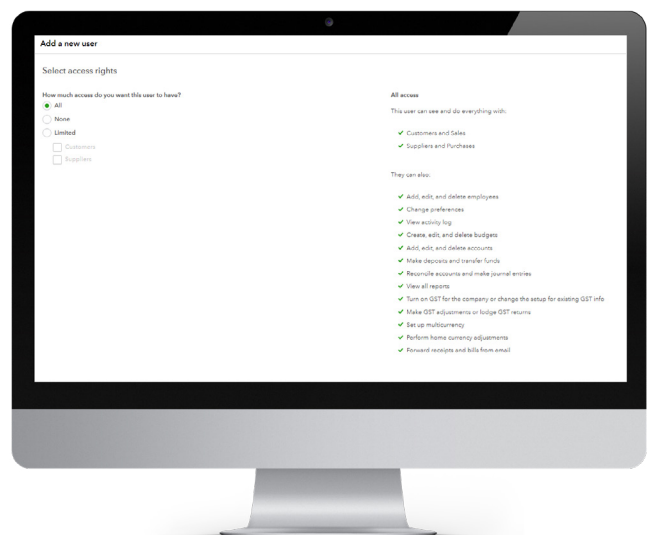 Add a new user
Select access rights
How much access do you want this user to have?
All
None
Limited
Customers
Suppliers
All access
This user can see and do everything with:
Customers and Sales
Suppliers and Purchases
They can also:
Add, edit, and delete employees
Change preferences
View activity log
Create, edit, and delete budgets
Add, edit, and delete accounts
Make deposits and transfer funds
Reconcile accounts and make journal entries
View all reports
Turn on GST for the company or change the setup for existing GST info
Make GST adjustments or lodge GST returns
Set up multicurrency
Perform home currency adjustments
Forward receipts and bills from email